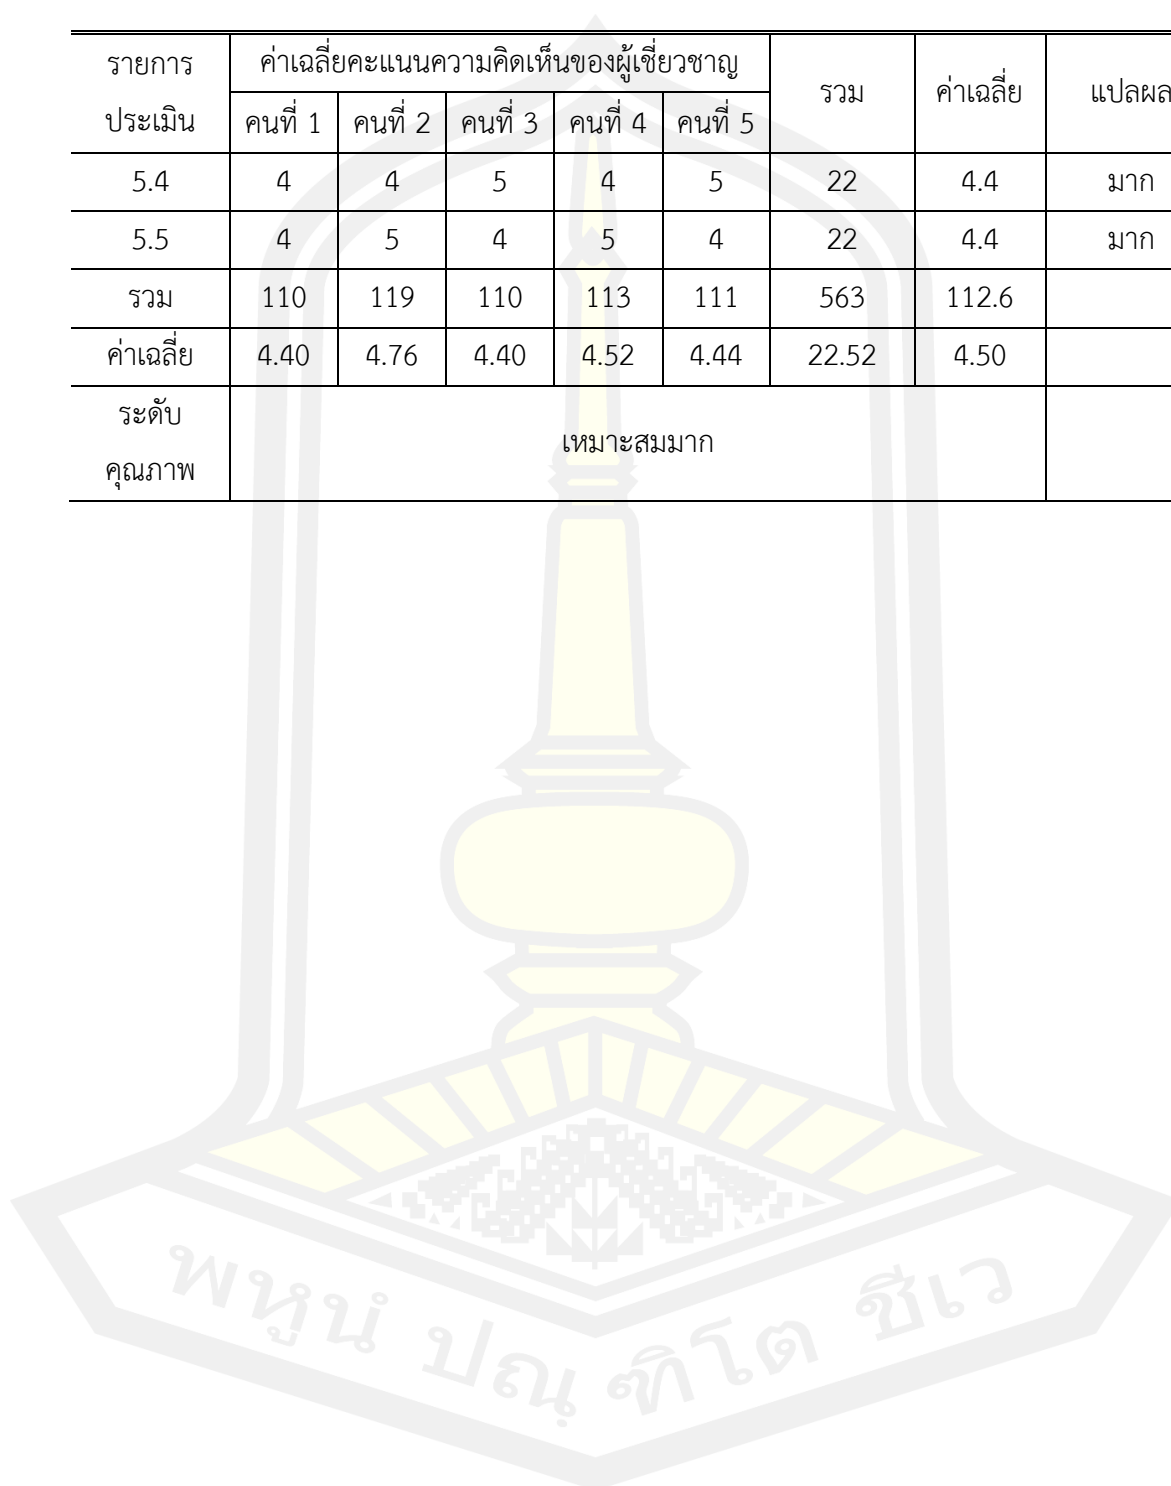 รายการ ประเมิน ค่าเฉลี่ยคะแนนความคิดเห็นของผู้เชี่ยวชาญ รวม ค่าเฉลี่ย แปลผล
คนที่ 1 คนที่ 2 คนที่ 3 คนที่ 4 คนที่ 5
5.4 4 4 5 4 5 22 4.4 มาก
5.5 4 5 4 5 4 22 4.4 มาก
รวม 110 119 110 113 111 563 112.6
ค่าเฉลี่ย 4.40 4.76 4.40 4.52 4.44 22.52 4.50
ระดับ คุณภาพ เหมาะสมมาก
พหูนํ ปณฺฑิโต ชีเว